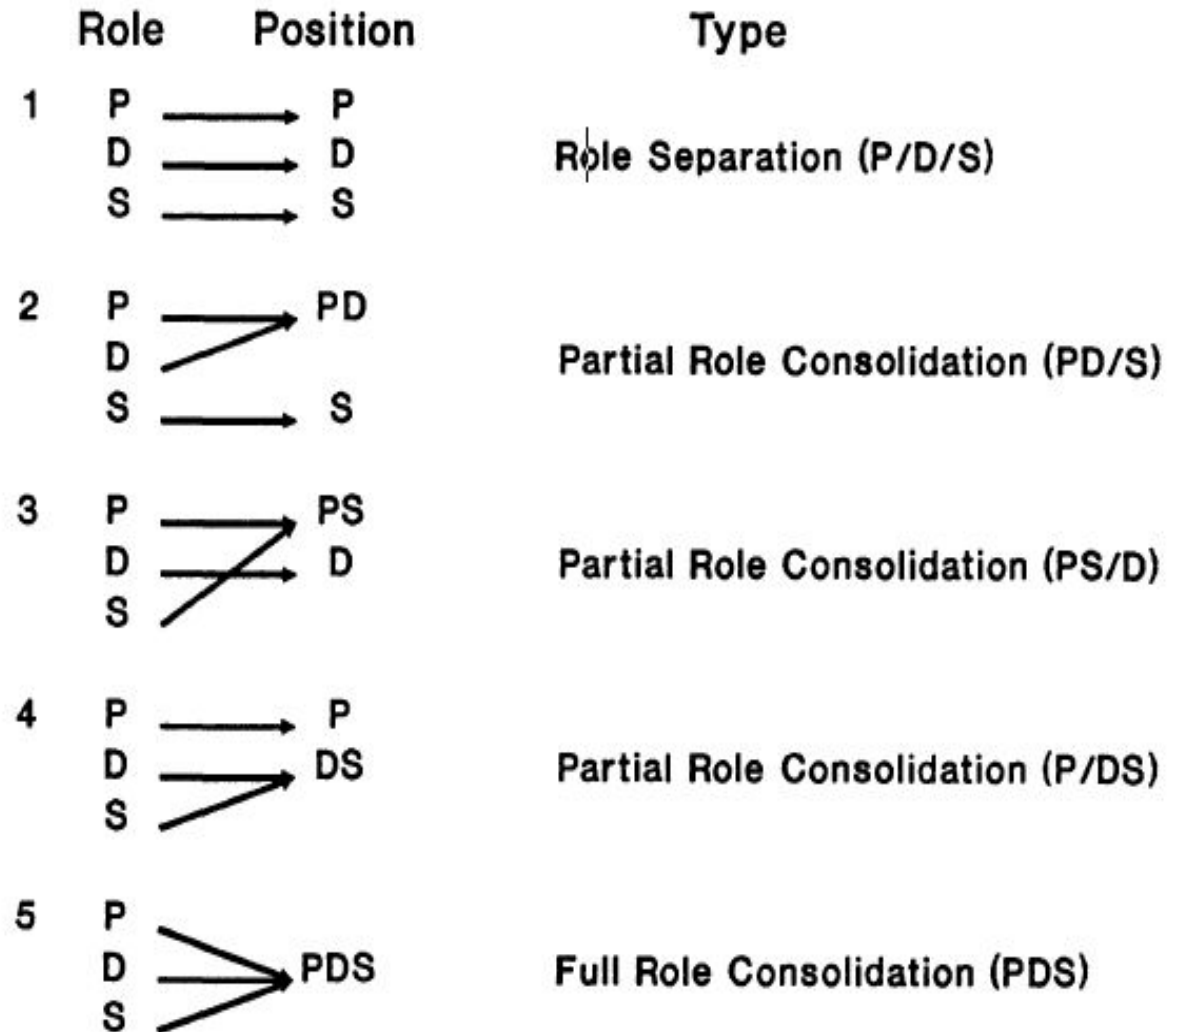 Role Position Type
1 P P
D D Role Separation (P/D/S)
S S
2 P PD
D Partial Role Consolidation (PD/S)
S S
3 P PS
D D Partial Role Consolidation (PS/D)
S
4 P P
D DS Partial Role Consolidation (P/DS)
S
5 P
D PDS Full Role Consolidation (PDS)
S